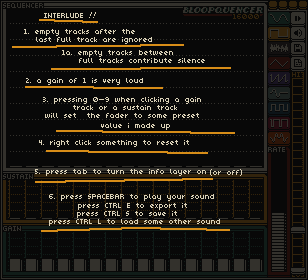 SEQUENCER
BLOOPQUENCER
16000
INTERLUDE //
1. empty tracks after the
last full track are ignored
1a. empty tracks between
full tracks contribute silence
2. a gain of 1 is very loud
3. pressing 0-9 when clicking a gain
track or a sustain track
will set the fader to some preset
value i made up
4. right click something to reset it
5. press tab to turn the info layer on (or off)
SUSTAIN
6. press SPACEBAR to play your sound
press CTRL E to export it
press CTRL S to save it
press CTRL L to load some other sound
GAIN
RATE